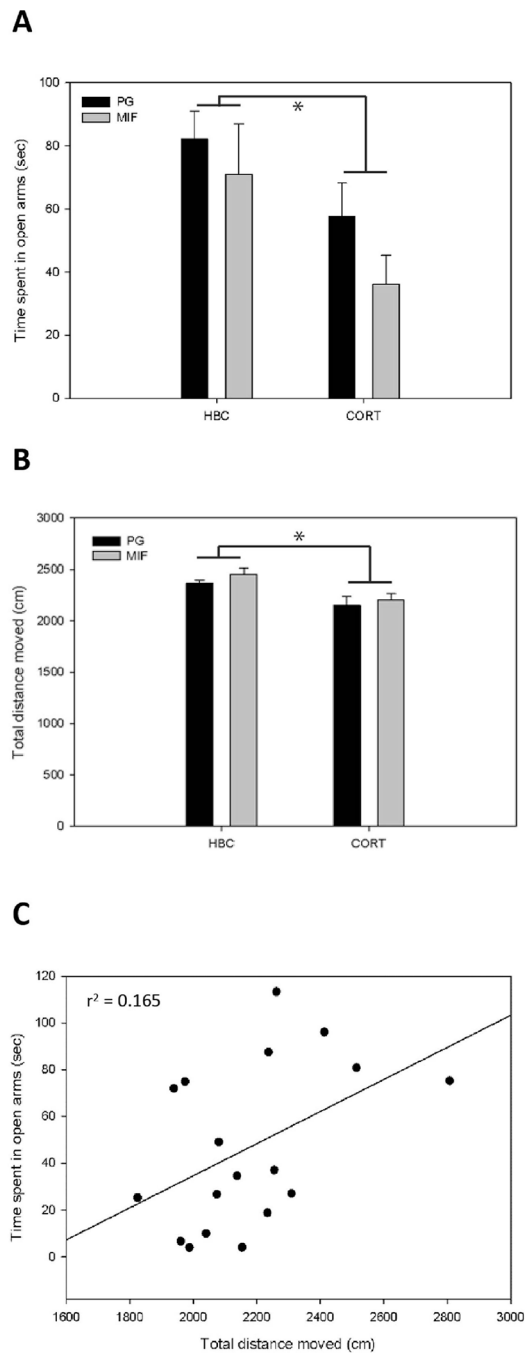 A
Time spent in open arms (sec)
100
80
60
40
20
0
PG
MIF
*
HBC
CORT
B
Total distance moved (cm)
3000
2500
2000
1500
1000
500
0
PG
MIF
*
HBC
CORT
C
Time spent in open arms (sec)
120
100
80
60
40
20
0
r² = 0.165
1600 2000 2200 2400 2600 2800 3000
Total distance moved (cm)